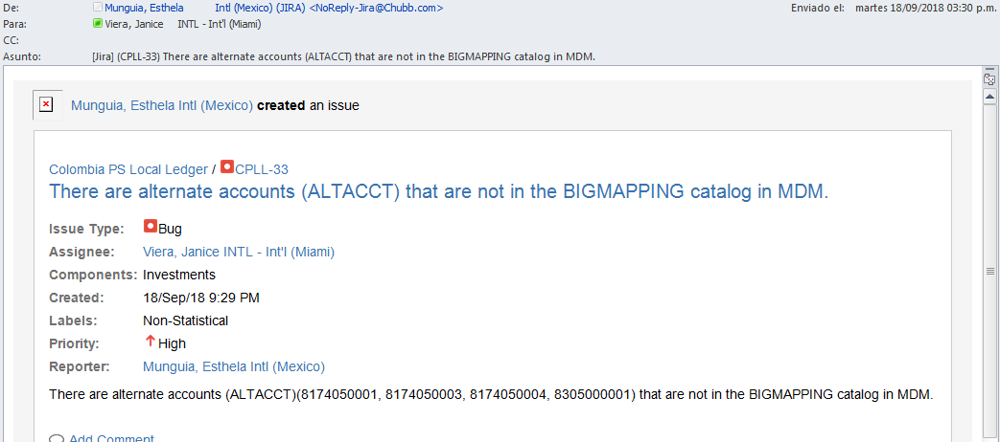 De: Munguia, Esthela Intl (Mexico) (JIRA) <NoReply-Jira@Chubb.com> Enviado el: martes 18/09/2018 03:30 p.m.
Para: Viera, Janice INTL - Int'l (Miami)
CC:
Asunto: [Jira] (CPLL-33) There are alternate accounts (ALTACCT) that are not in the BIGMAPPING catalog in MDM.
Munguia, Esthela Intl (Mexico) created an issue
Colombia PS Local Ledger / CPLL-33
There are alternate accounts (ALTACCT) that are not in the BIGMAPPING catalog in MDM.
Issue Type: Bug
Assignee: Viera, Janice INTL - Int'l (Miami)
Components: Investments
Created: 18/Sep/18 9:29 PM
Labels: Non-Statistical
Priority: High
Reporter: Munguia, Esthela Intl (Mexico)
There are alternate accounts (ALTACCT)(8174050001, 8174050003, 8174050004, 8305000001) that are not in the BIGMAPPING catalog in MDM.
Add Comment